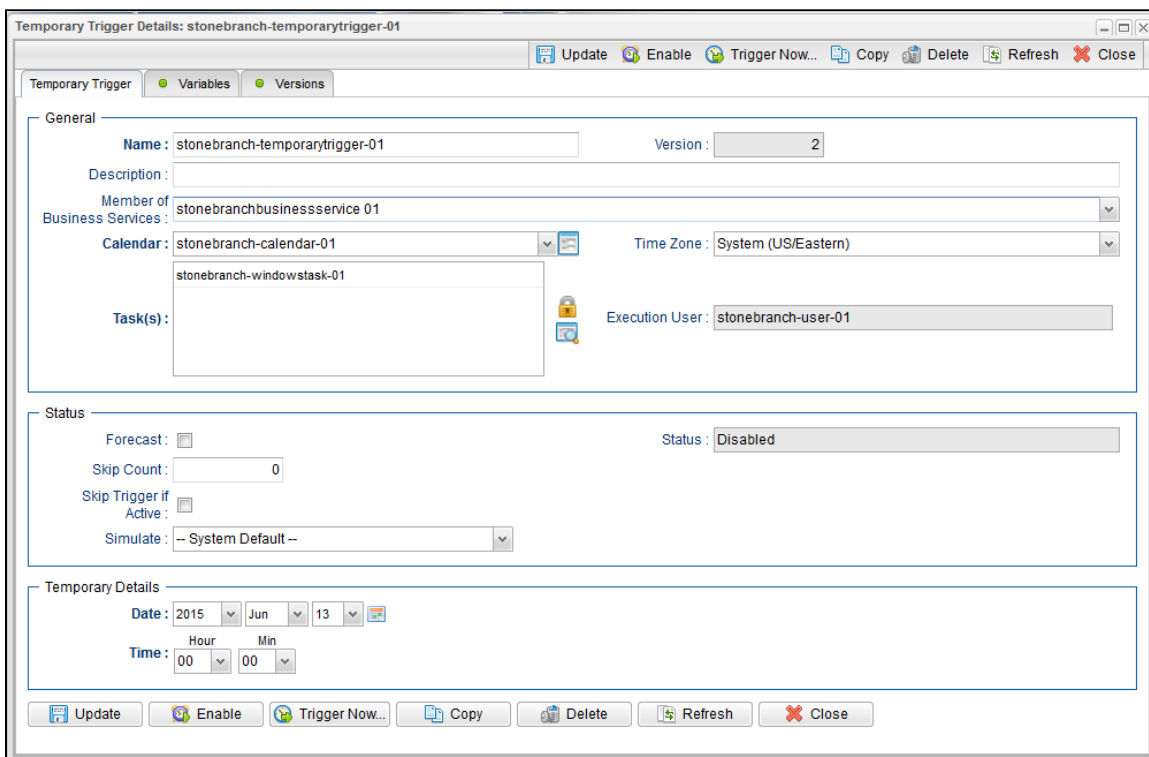 Temporary Trigger Details: stonebranch-temporarytrigger-01
Update Enable Trigger Now... Copy Delete Refresh Close
Temporary Trigger Variables Versions
General
Name : stonebranch-temporarytrigger-01 Version : 2
Description :
Member of
Business Services : stonebranchbusinessservice 01
Calendar : stonebranch-calendar-01 Time Zone : System (US/Eastern)
stonebranch-windowstask-01
Task(s) : Execution User : stonebranch-user-01
Status
Forecast : Status : Disabled
Skip Count : 0
Skip Trigger if
Active :
Simulate : -- System Default --
Temporary Details
Date : 2015 Jun 13
Hour Min
Time : 00 00
Update Enable Trigger Now... Copy Delete Refresh Close